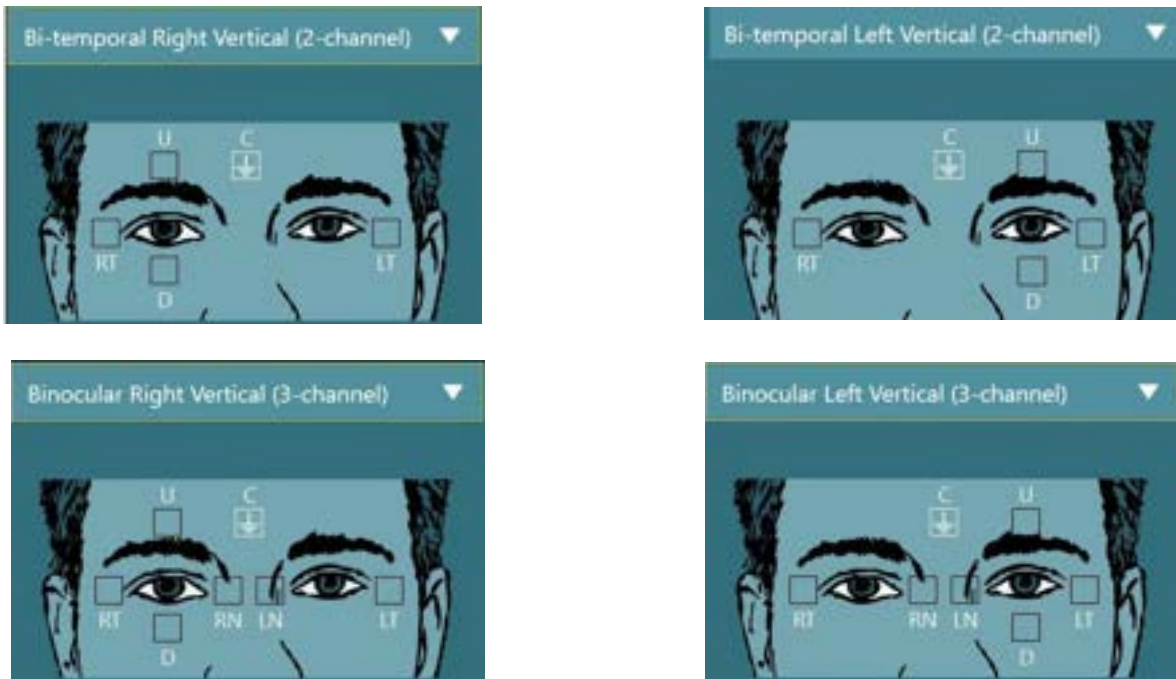 Bi-temporal Right Vertical (2-channel)
U C
RT LT
D
Bi-temporal Left Vertical (2-channel)
C U
RT LT
D
Binocular Right Vertical (3-channel)
U C
RT RN LN LT
D
Binocular Left Vertical (3-channel)
C U
RT RN LN LT
D